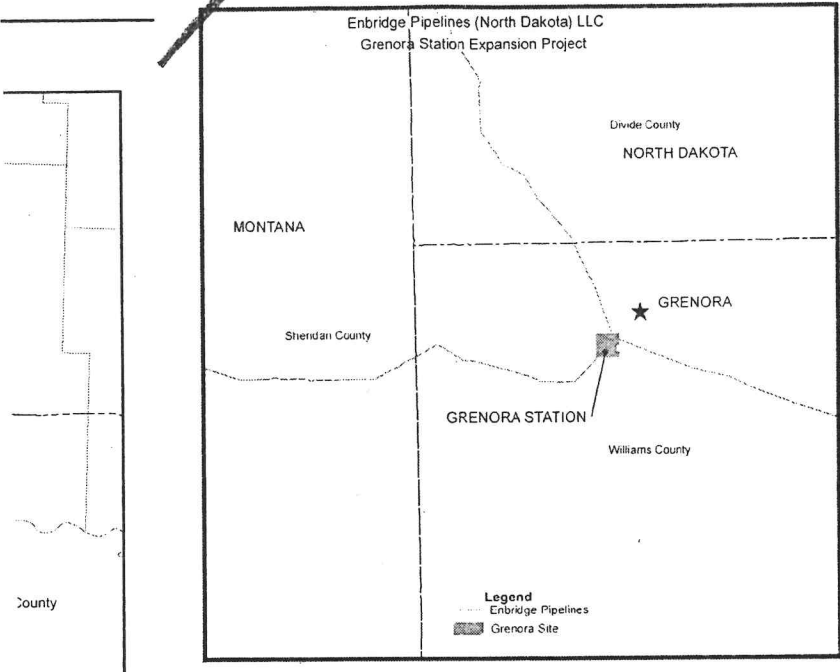 Enbridge Pipelines (North Dakota) LLC
Grenora Station Expansion Project
Divide County
NORTH DAKOTA
MONTANA
GRENORA
Sheridan County
GRENORA STATION
Williams County
County
Legend
Enbridge Pipelines
Grenora Site